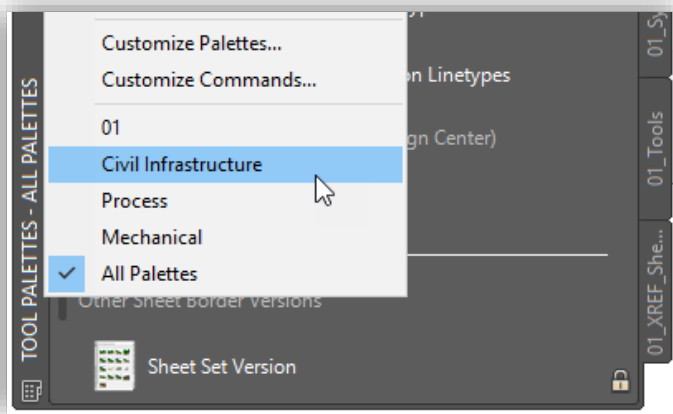 Customize Palettes...
Customize Commands...
on Linetypes
01
gn Center)
Civil Infrastructure
Process
Mechanical
All Palettes
Other Sheet Border Versions
Sheet Set Version
TOOL PALETTES - ALL PALETTES
01_Sy
01_Tools
01_XREF_She...